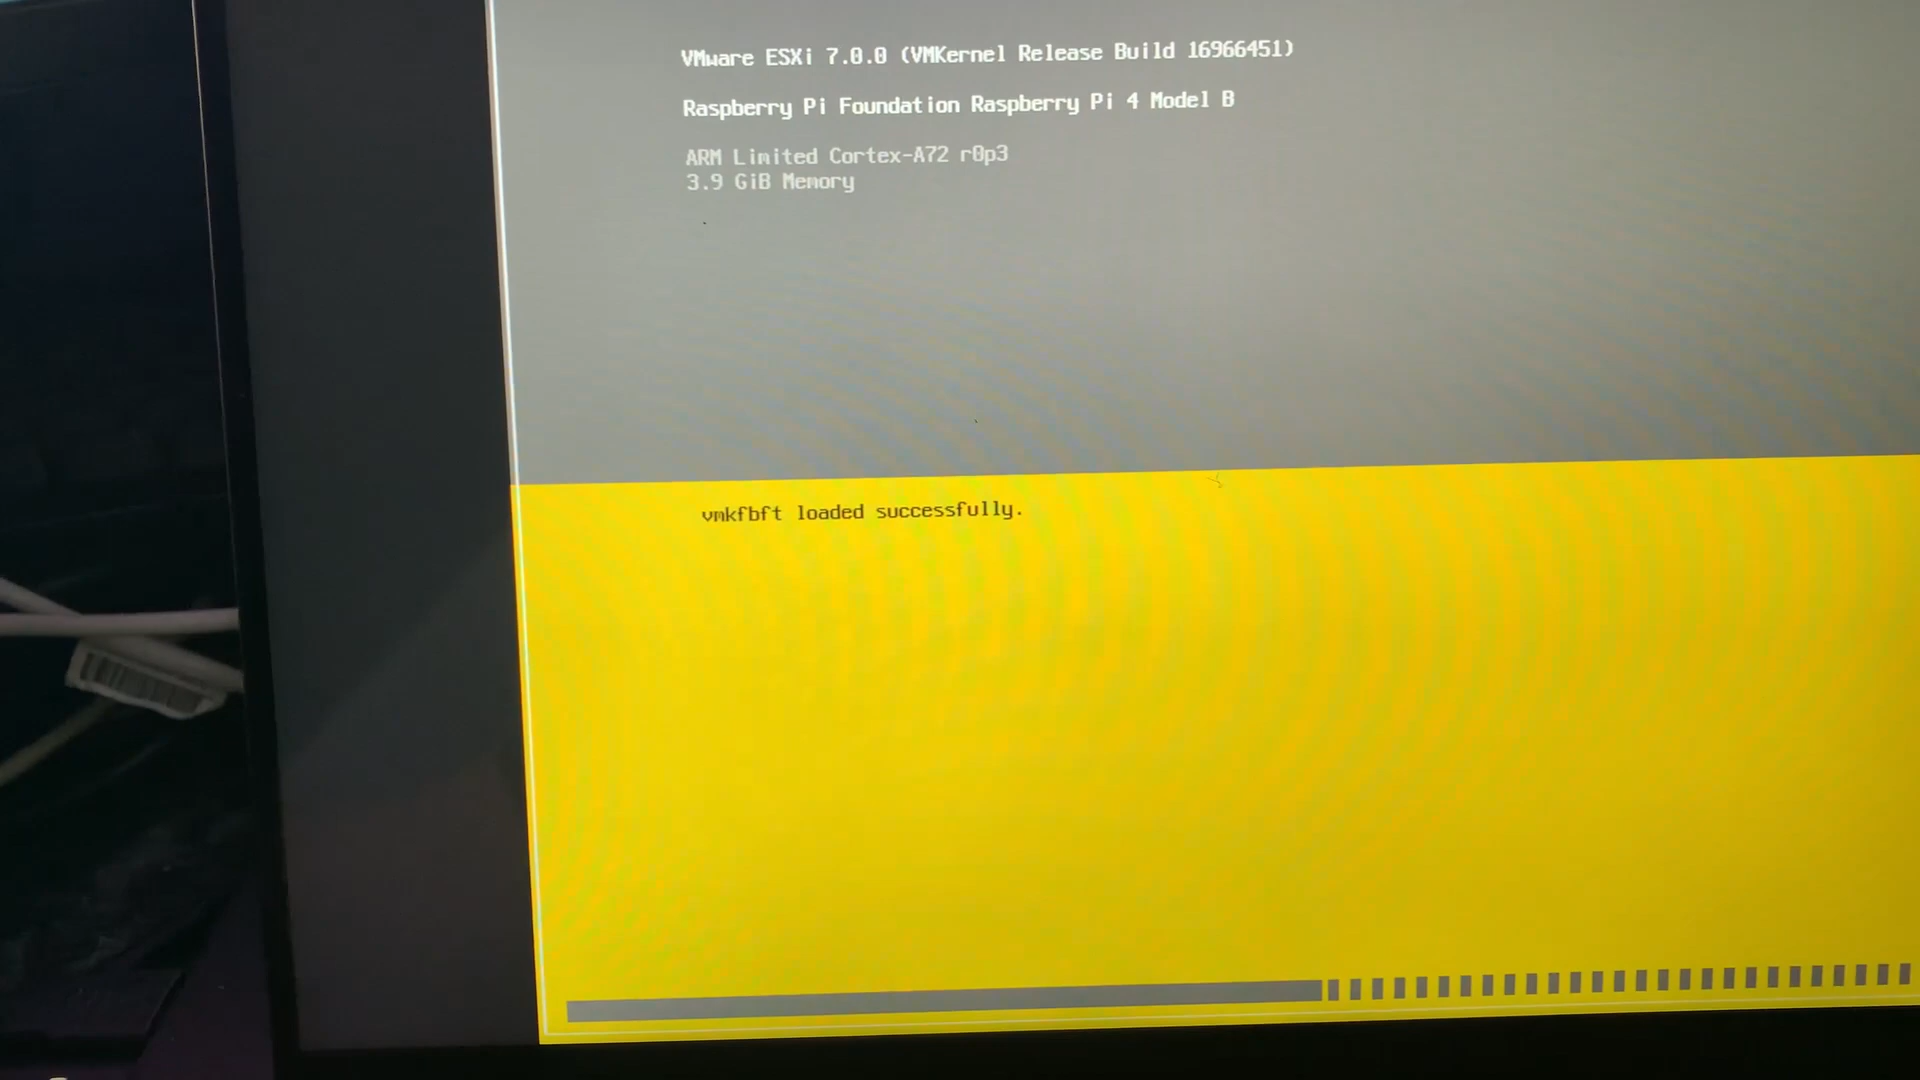 VMware ESXi 7.0.0 (VMKernel Release Build 16966451)
Raspberry Pi Foundation Raspberry Pi 4 Model B
ARM Limited Cortex-A72 r0p3
3.9 GiB Memory
vmkfbft loaded successfully.